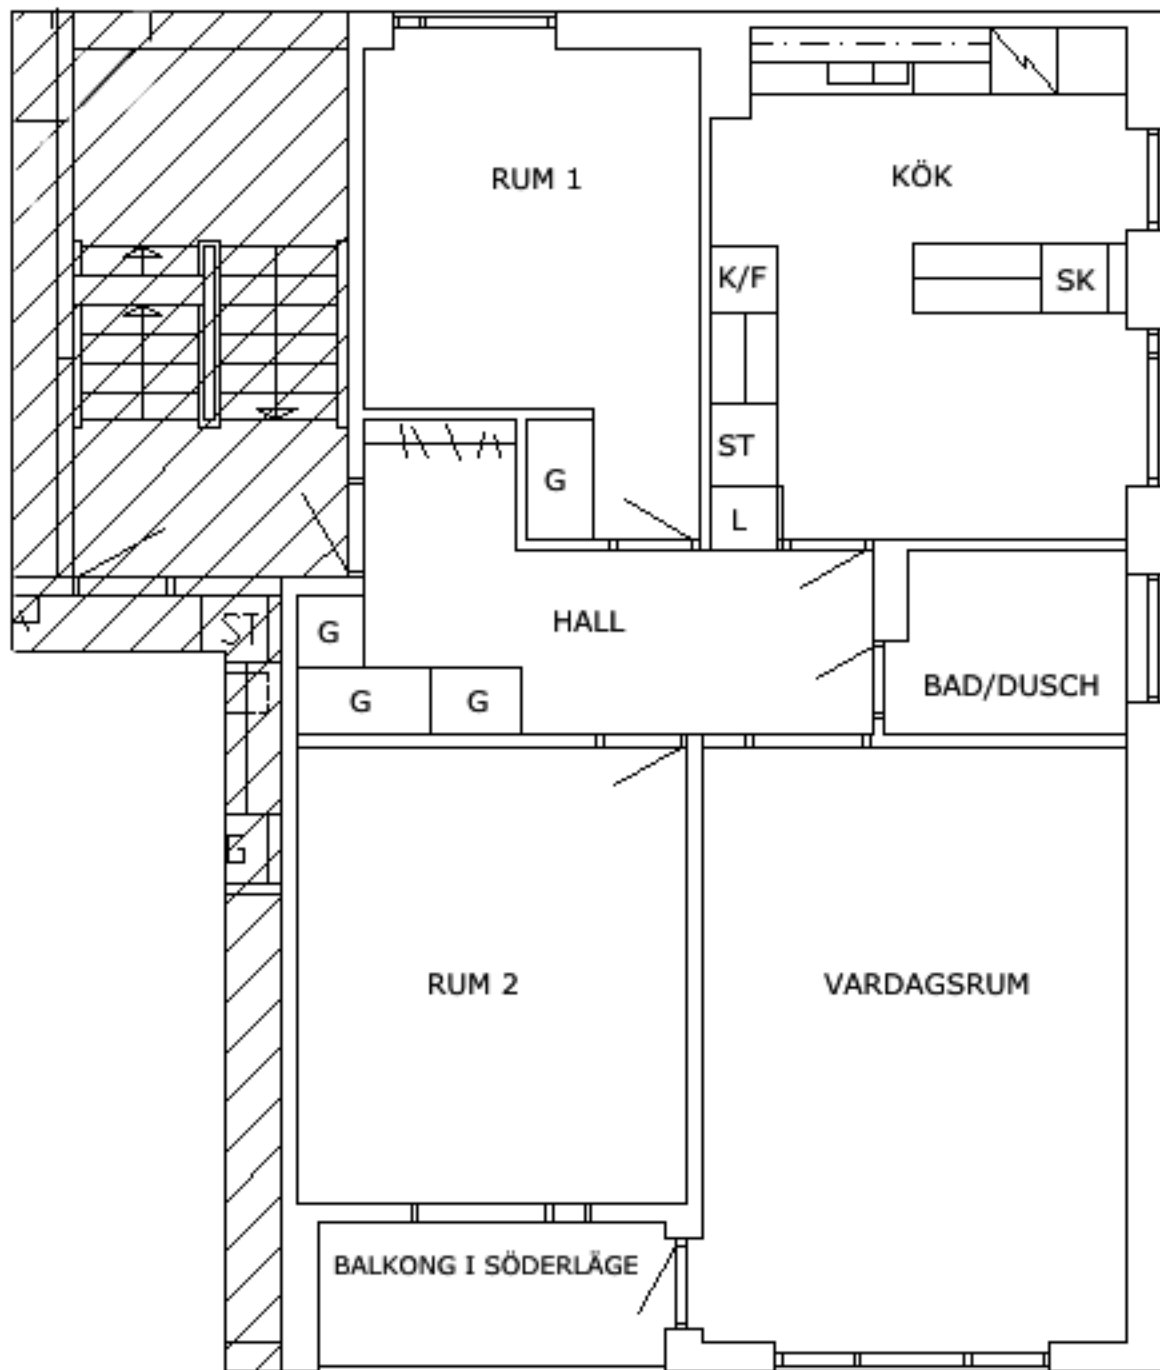 RUM 1
KÖK
K/F
SK
ST
G
L
ST
G
HALL
G
G
BAD/DUSCH
G
RUM 2
VARDAGSRUM
BALKONG I SÖDERLÄGE